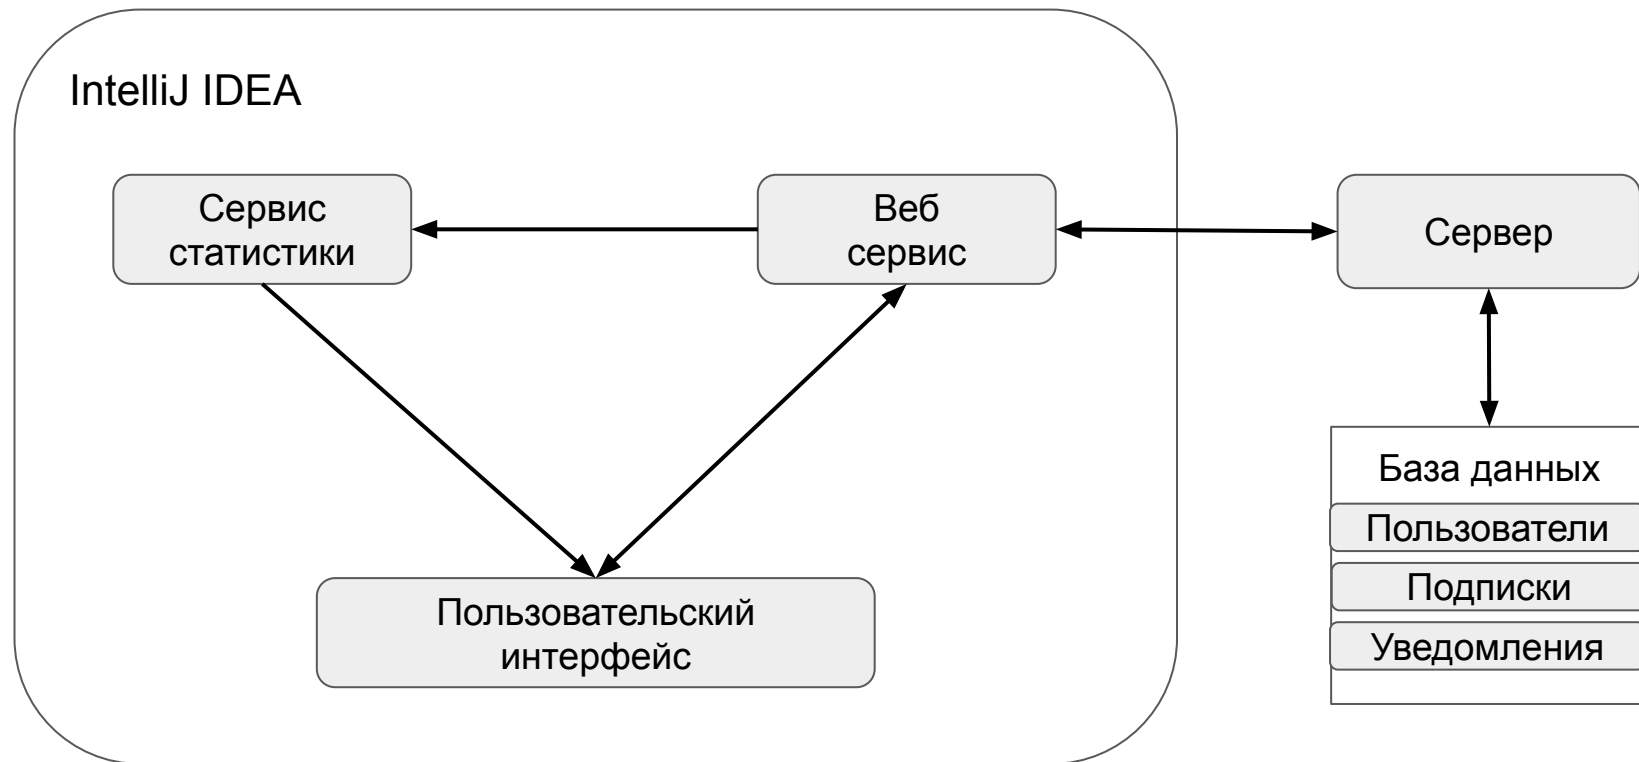 IntelliJ IDEA
Сервис
статистики
Веб
сервис
Сервер
База данных
Пользователи
Подписки
Уведомления
Пользовательский
интерфейс